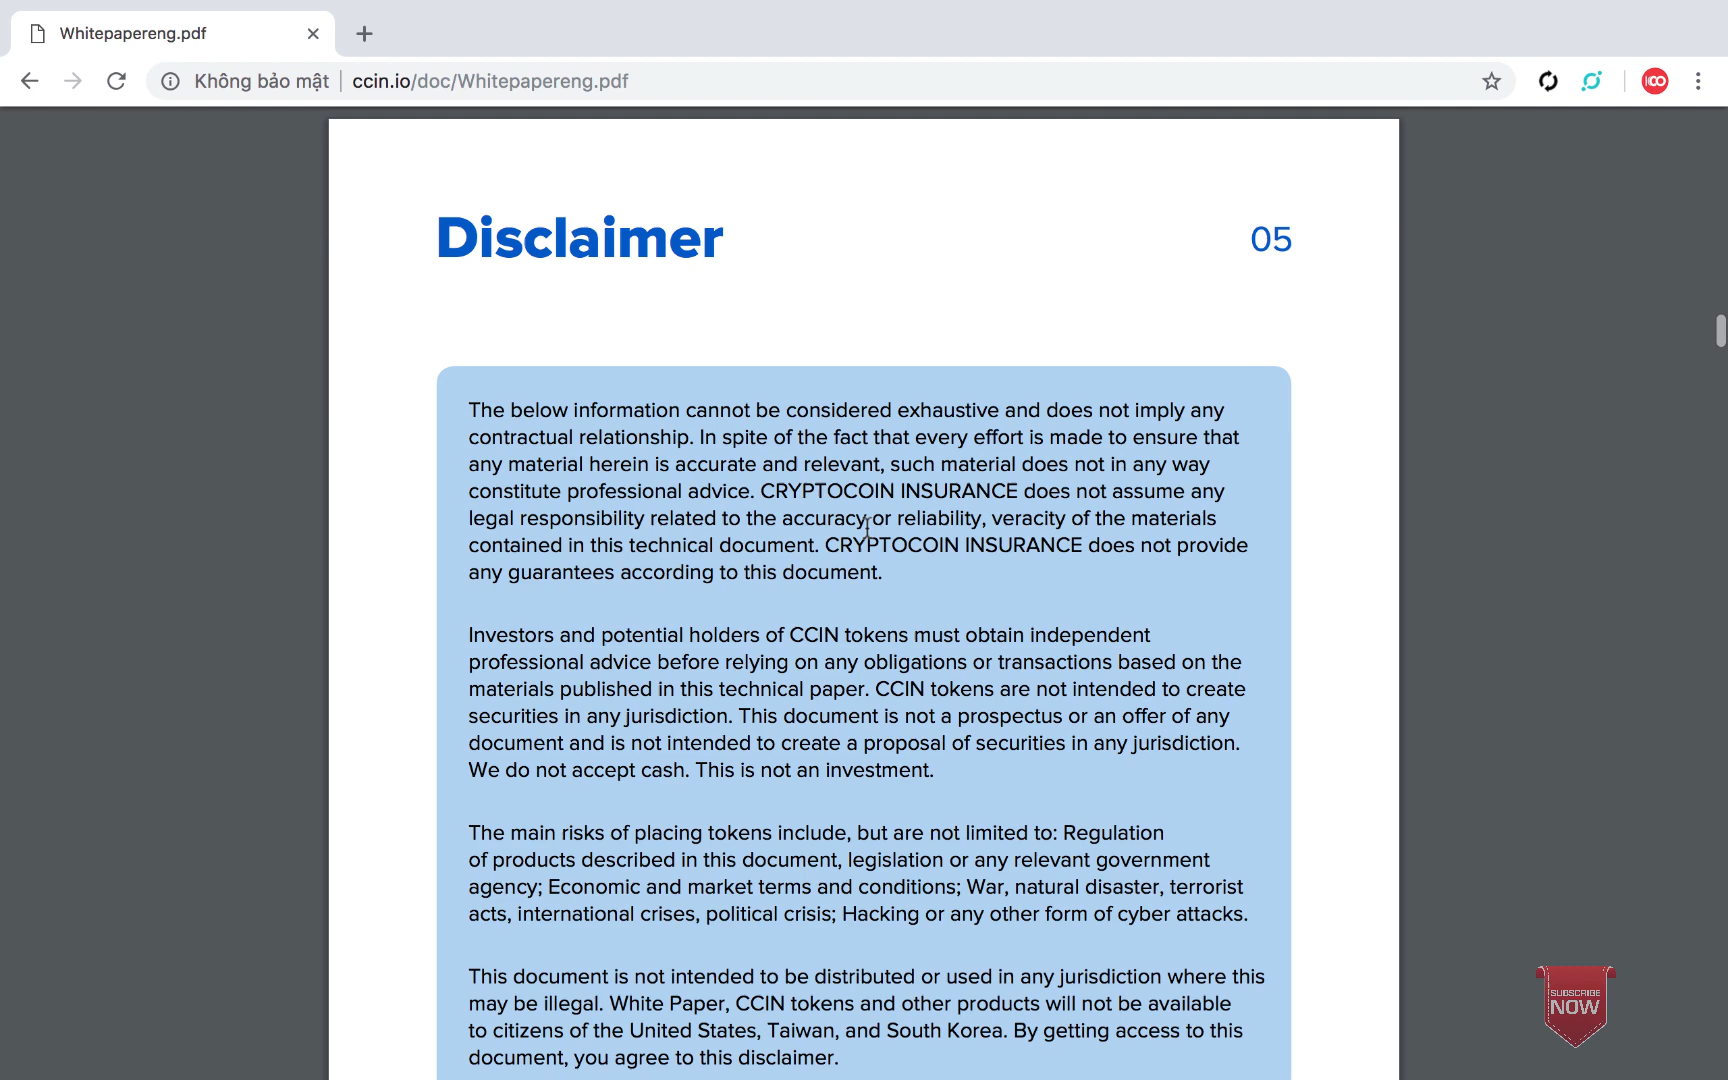 Whitepapereng.pdf
Không bảo mật
ccin.io/doc/Whitepapereng.pdf
Disclaimer
05
The below information cannot be considered exhaustive and does not imply any
contractual relationship. In spite of the fact that every effort is made to ensure that
any material herein is accurate and relevant, such material does not in any way
constitute professional advice. CRYPTOCOIN INSURANCE does not assume any
legal responsibility related to the accuracy or reliability, veracity of the materials
contained in this technical document. CRYPTOCOIN INSURANCE does not provide
any guarantees according to this document.
Investors and potential holders of CCIN tokens must obtain independent
professional advice before relying on any obligations or transactions based on the
materials published in this technical paper. CCIN tokens are not intended to create
securities in any jurisdiction. This document is not a prospectus or an offer of any
document and is not intended to create a proposal of securities in any jurisdiction.
We do not accept cash. This is not an investment.
The main risks of placing tokens include, but are not limited to: Regulation
of products described in this document, legislation or any relevant government
agency; Economic and market terms and conditions; War, natural disaster, terrorist
acts, international crises, political crisis; Hacking or any other form of cyber attacks.
This document is not intended to be distributed or used in any jurisdiction where this
may be illegal. White Paper, CCIN tokens and other products will not be available
to citizens of the United States, Taiwan, and South Korea. By getting access to this
document, you agree to this disclaimer.
SUBSCRIBE
NOW